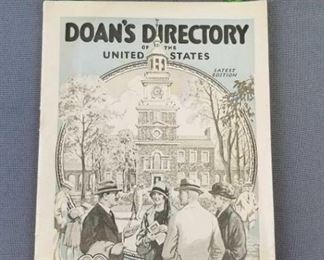 DOAN'S DIRECTORY
OF THE
UNITED STATES
LATEST
EDITION